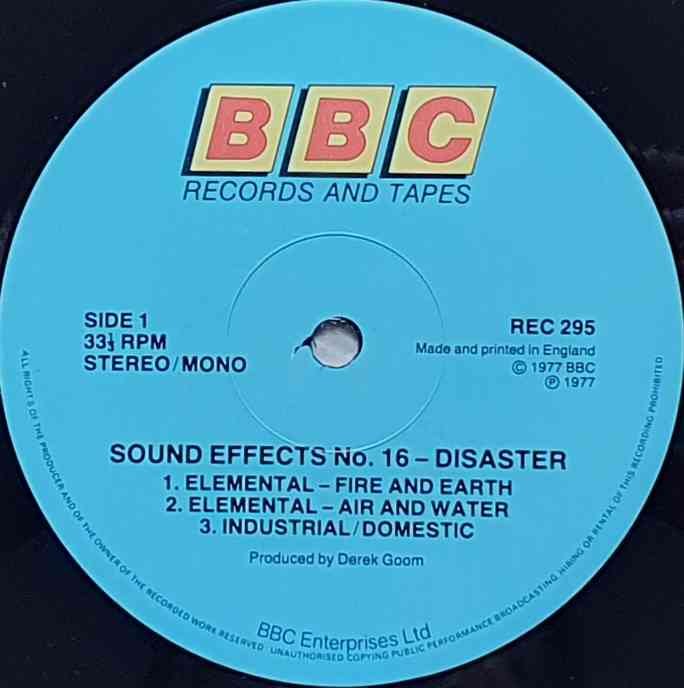 BBC
RECORDS AND TAPES
SIDE 1
33⅓ RPM
STEREO/MONO
REC 295
Made and printed in England
© 1977 BBC
℗ 1977
SOUND EFFECTS No. 16 – DISASTER
1. ELEMENTAL – FIRE AND EARTH
2. ELEMENTAL – AIR AND WATER
3. INDUSTRIAL/DOMESTIC
Produced by Derek Goom
BBC Enterprises Ltd
ALL RIGHTS OF THE PRODUCER AND OF THE OWNER OF THE RECORDED WORK RESERVED UNAUTHORISED COPYING PUBLIC PERFORMANCE BROADCASTING HIRING OR RENTAL OF THIS RECORDING PROHIBITED